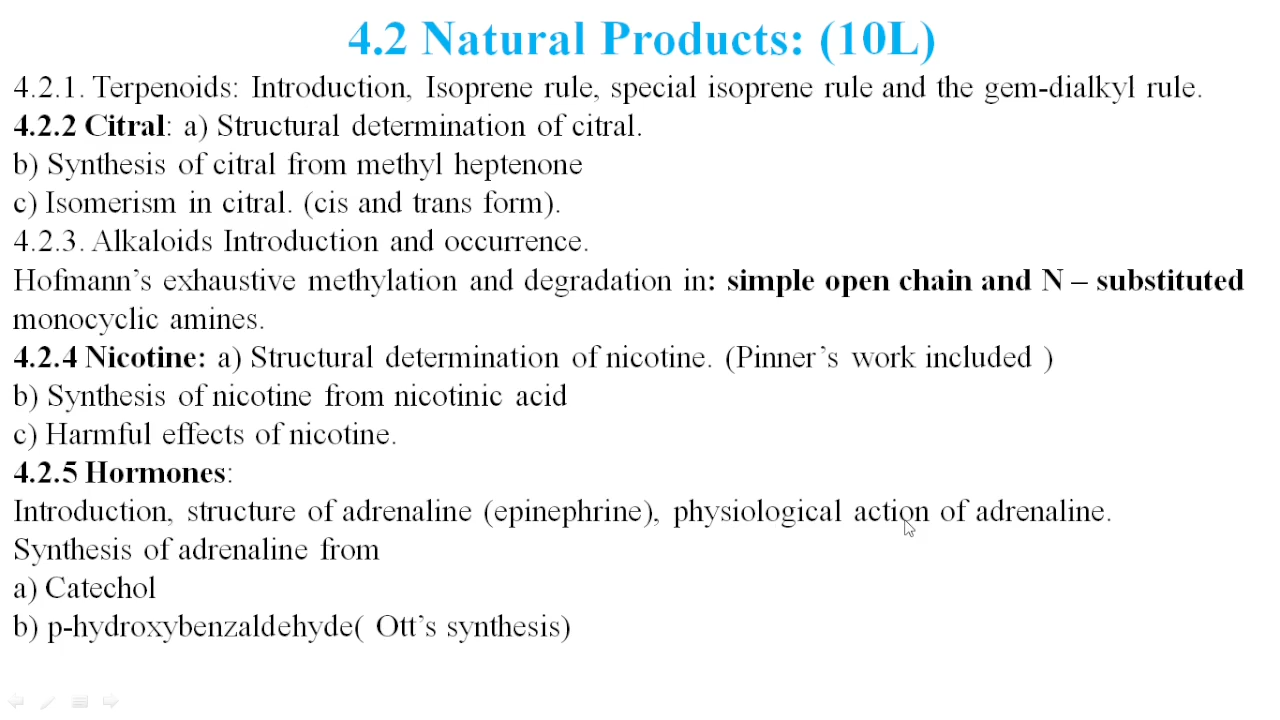 4.2 Natural Products: (10L)
4.2.1. Terpenoids: Introduction, Isoprene rule, special isoprene rule and the gem-dialkyl rule.
4.2.2 Citral: a) Structural determination of citral.
b) Synthesis of citral from methyl heptenone
c) Isomerism in citral. (cis and trans form).
4.2.3. Alkaloids Introduction and occurrence.
Hofmann’s exhaustive methylation and degradation in: simple open chain and N – substituted
monocyclic amines.
4.2.4 Nicotine: a) Structural determination of nicotine. (Pinner’s work included )
b) Synthesis of nicotine from nicotinic acid
c) Harmful effects of nicotine.
4.2.5 Hormones:
Introduction, structure of adrenaline (epinephrine), physiological action of adrenaline.
Synthesis of adrenaline from
a) Catechol
b) p-hydroxybenzaldehyde( Ott’s synthesis)